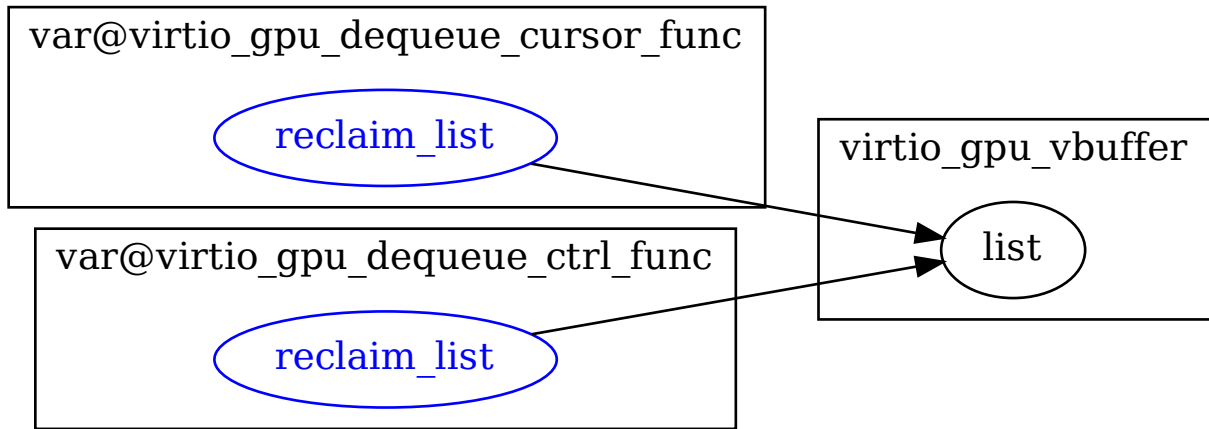 var@virtio_gpu_dequeue_cursor_func
reclaim_list
virtio_gpu_vbuffer
list
var@virtio_gpu_dequeue_ctrl_func
reclaim_list